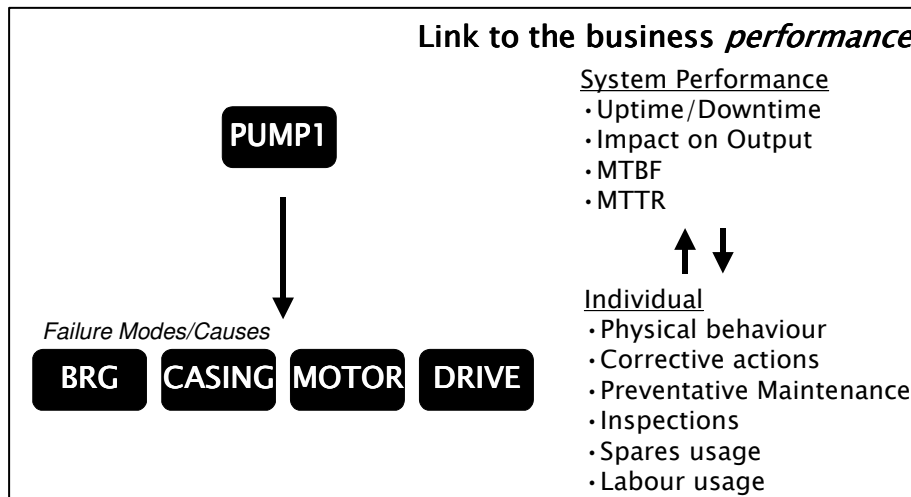 Link to the business performance
System Performance
•Uptime/Downtime
•Impact on Output
•MTBF
•MTTR
PUMP1
Failure Modes/Causes
BRG
CASING
MOTOR
DRIVE
Individual
•Physical behaviour
•Corrective actions
•Preventative Maintenance
•Inspections
•Spares usage
•Labour usage